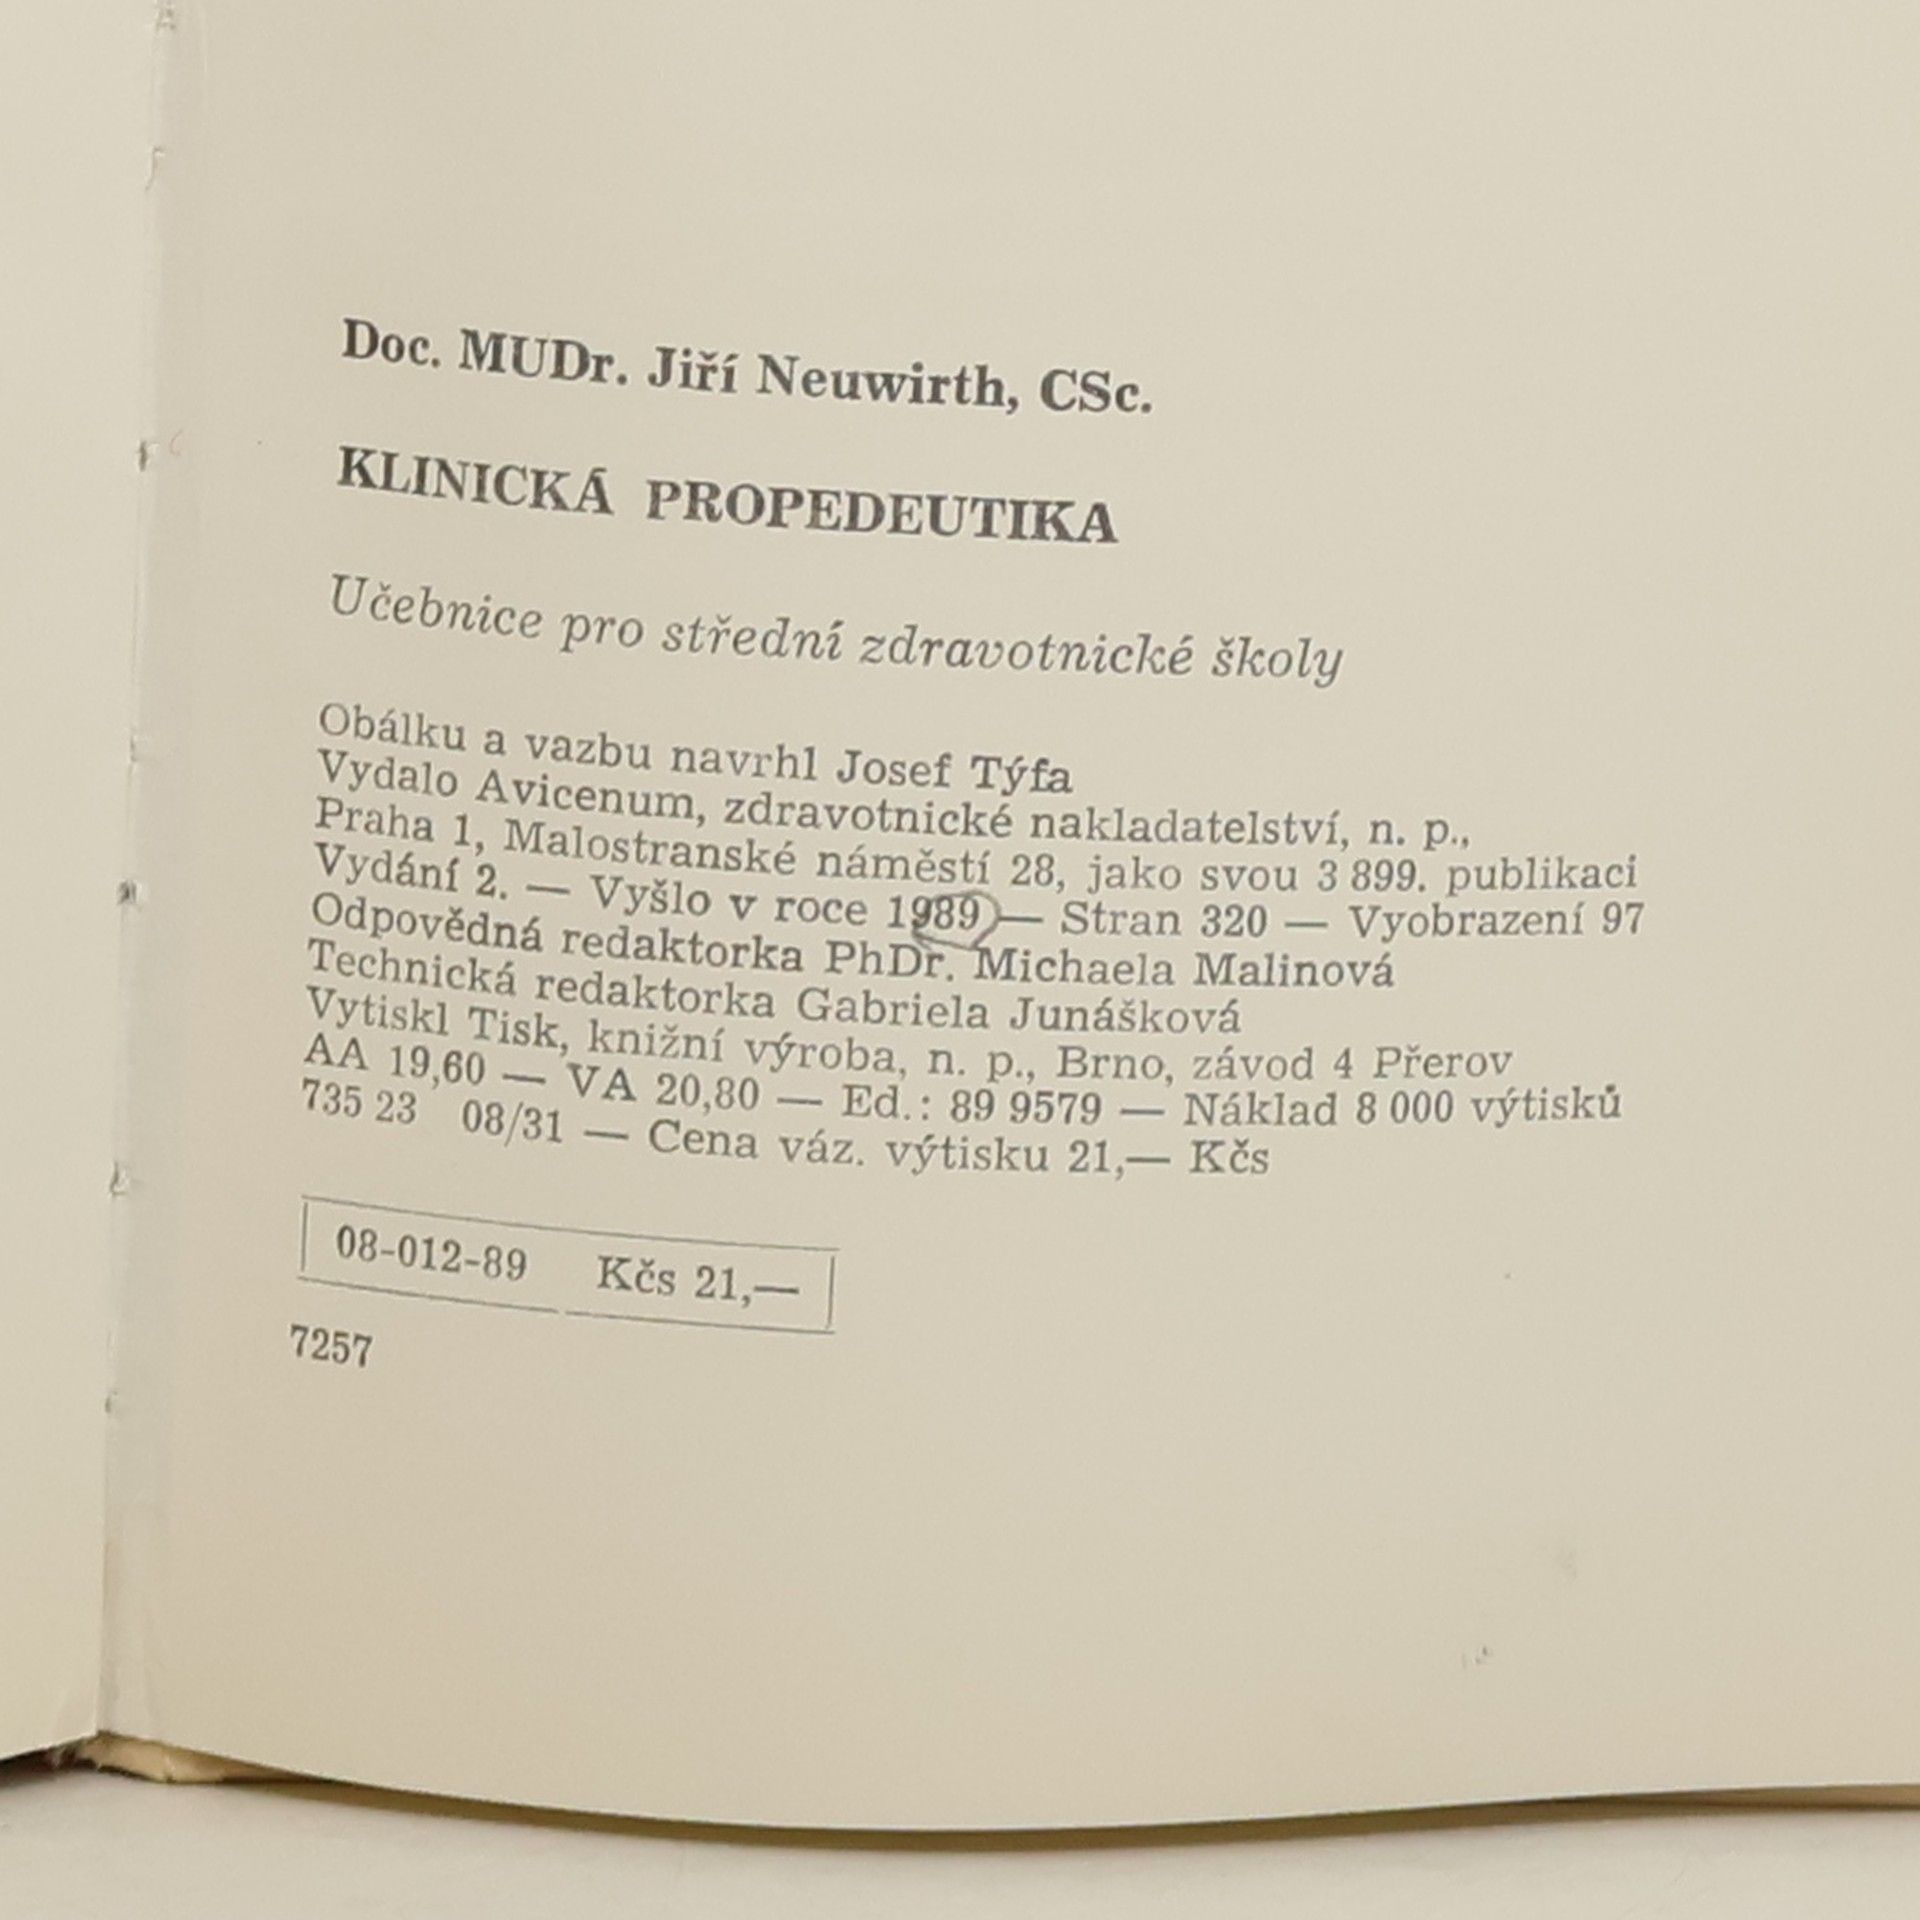 Doc. MUDr. Jiří Neuwirth, CSc.
KLINICKÁ PROPEDEUTIKA
Učebnice pro střední zdravotnické školy
Obálku a vazbu navrhl Josef Týfa
Vydalo Avicenum, zdravotnické nakladatelství, n. p.,
Praha 1, Malostranské náměstí 28, jako svou 3 899. publikaci
Vydání 2. — Vyšlo v roce 1989 — Stran 320 — Vyobrazení 97
Odpovědná redaktorka PhDr. Michaela Malinová
Technická redaktorka Gabriela Junášková
Vytiskl Tisk, knižní výroba, n. p., Brno, závod 4 Přerov
AA 19,60 — VA 20,80 — Ed.: 89 9579 — Náklad 8 000 výtisků
735 23 08/31 — Cena váz. výtisku 21,— Kčs
08-012-89 Kčs 21,—
7257